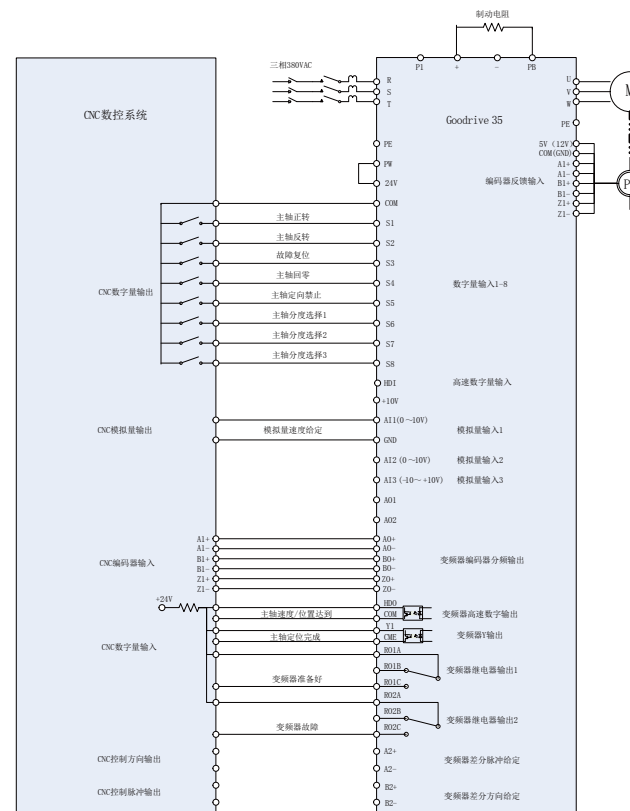 制动电阻
P1 + - PB
三相380VAC
R
S
T
U
V
W
M
CNC数控系统
Goodrive 35
PE
PE
PW
24V
5V (12V)
COM(GND)
A1+
A1-
B1+
B1-
Z1+
Z1-
编码器反馈输入
P
COM
主轴正转
S1
主轴反转
S2
故障复位
S3
主轴回零
S4
CNC数字量输出
主轴定向禁止
S5
数字量输入1-8
主轴分度选择1
S6
主轴分度选择2
S7
主轴分度选择3
S8
HDI
高速数字量输入
+10V
AI1(0～10V)
CNC模拟量输出
模拟量速度给定
模拟量输入1
GND
AI2 (0～10V)
模拟量输入2
AI3 (-10～+10V)
模拟量输入3
AO1
AO2
A1+
A1-
B1+
B1-
Z1+
Z1-
CNC编码器输入
AO+
AO-
BO+
BO-
ZO+
ZO-
变频器编码器分频输出
+24V
HDO
主轴速度/位置达到
COM
变频器高速数字输出
Y1
主轴定位完成
CME
变频器Y输出
CNC数字量输入
RO1A
RO1B
变频器继电器输出1
变频器准备好
RO1C
RO2A
RO2B
变频器继电器输出2
变频器故障
RO2C
A2+
CNC控制方向输出
变频器差分脉冲给定
A2-
B2+
CNC控制脉冲输出
变频器差分方向给定
B2-